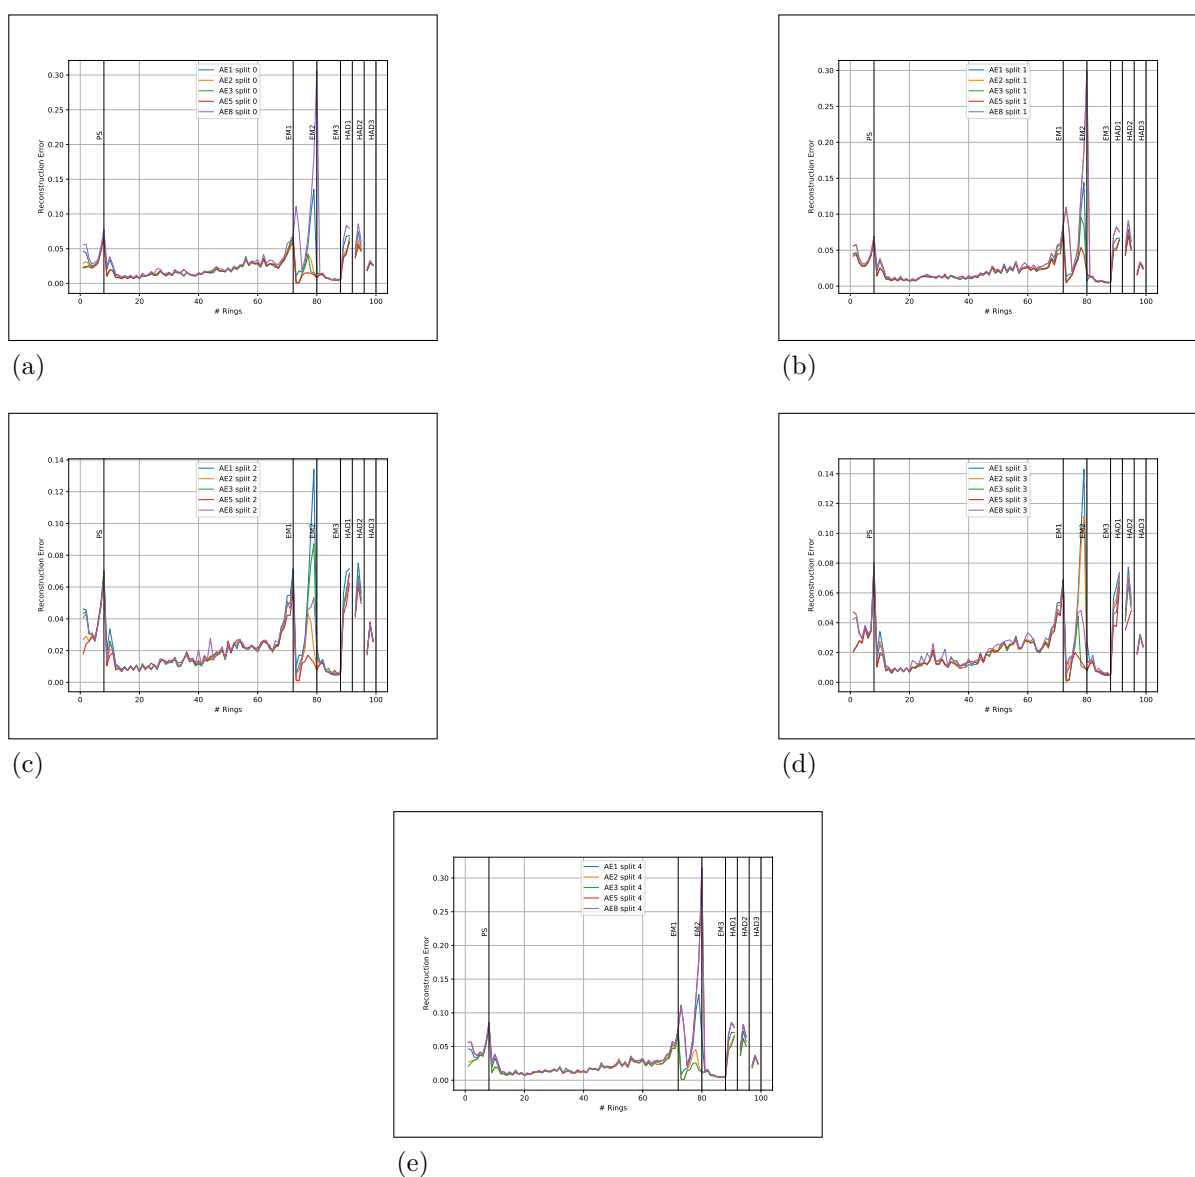 AE1 split 0
AE2 split 0
AE3 split 0
AE5 split 0
AE8 split 0
0.30
0.25
0.20
0.15
0.10
0.05
0.00
Reconstruction Error
PS
EM1
EM2
EM3
HAD1
HAD2
HAD3
0 20 40 60 80 100
# Rings
(a)
AE1 split 1
AE2 split 1
AE3 split 1
AE5 split 1
AE8 split 1
0.30
0.25
0.20
0.15
0.10
0.05
0.00
Reconstruction Error
PS
EM1
EM2
EM3
HAD1
HAD2
HAD3
0 20 40 60 80 100
# Rings
(b)
AE1 split 2
AE2 split 2
AE3 split 2
AE5 split 2
AE8 split 2
0.14
0.12
0.10
0.08
0.06
0.04
0.02
0.00
Reconstruction Error
PS
EM1
EM2
EM3
HAD1
HAD2
HAD3
0 20 40 60 80 100
# Rings
(c)
AE1 split 3
AE2 split 3
AE3 split 3
AE5 split 3
AE8 split 3
0.14
0.12
0.10
0.08
0.06
0.04
0.02
0.00
Reconstruction Error
PS
EM1
EM2
EM3
HAD1
HAD2
HAD3
0 20 40 60 80 100
# Rings
(d)
AE1 split 4
AE2 split 4
AE3 split 4
AE5 split 4
AE8 split 4
0.30
0.25
0.20
0.15
0.10
0.05
0.00
Reconstruction Error
PS
EM1
EM2
EM3
HAD1
HAD2
HAD3
0 20 40 60 80 100
# Rings
(e)